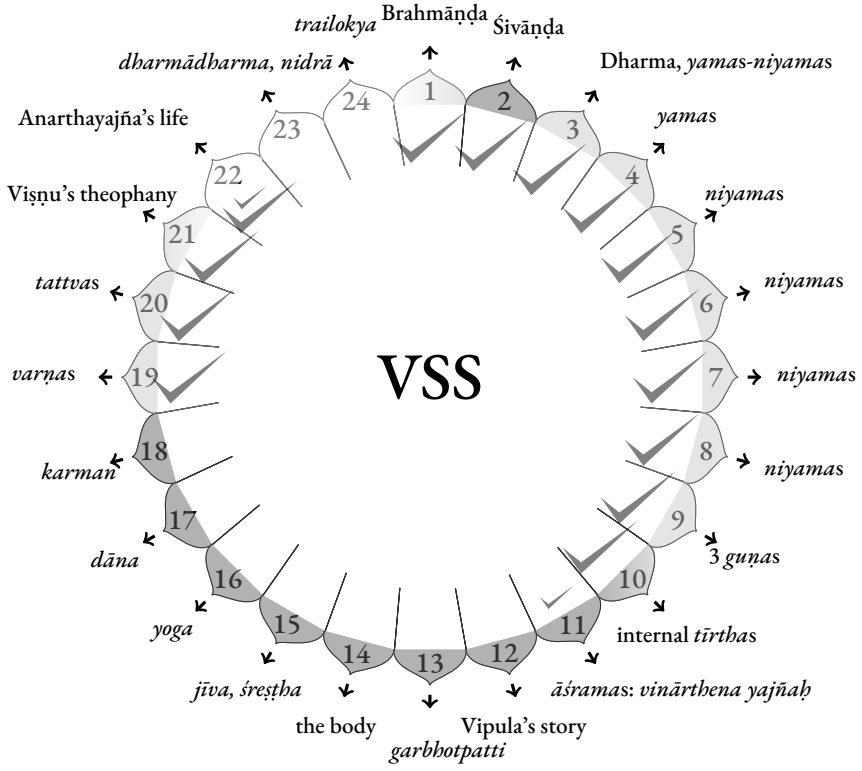 Brahmāṇḍa
Śivāṇḍa
Dharma, yamas-niyamas
yamas
niyamas
niyamas
niyamas
niyamas
3 guṇas
internal tīrthas
āśramas: vinārthena yajñaḥ
Vipula's story
garbhotpatti
the body
jīva, śreṣṭha
yoga
dāna
karman
varṇas
tattvas
Viṣṇu's theophany
Anarthayajña's life
dharmādharma, nidrā
trailokya
1
2
3
4
5
6
7
8
9
10
11
12
13
14
15
16
17
18
19
20
21
22
23
24
VSS